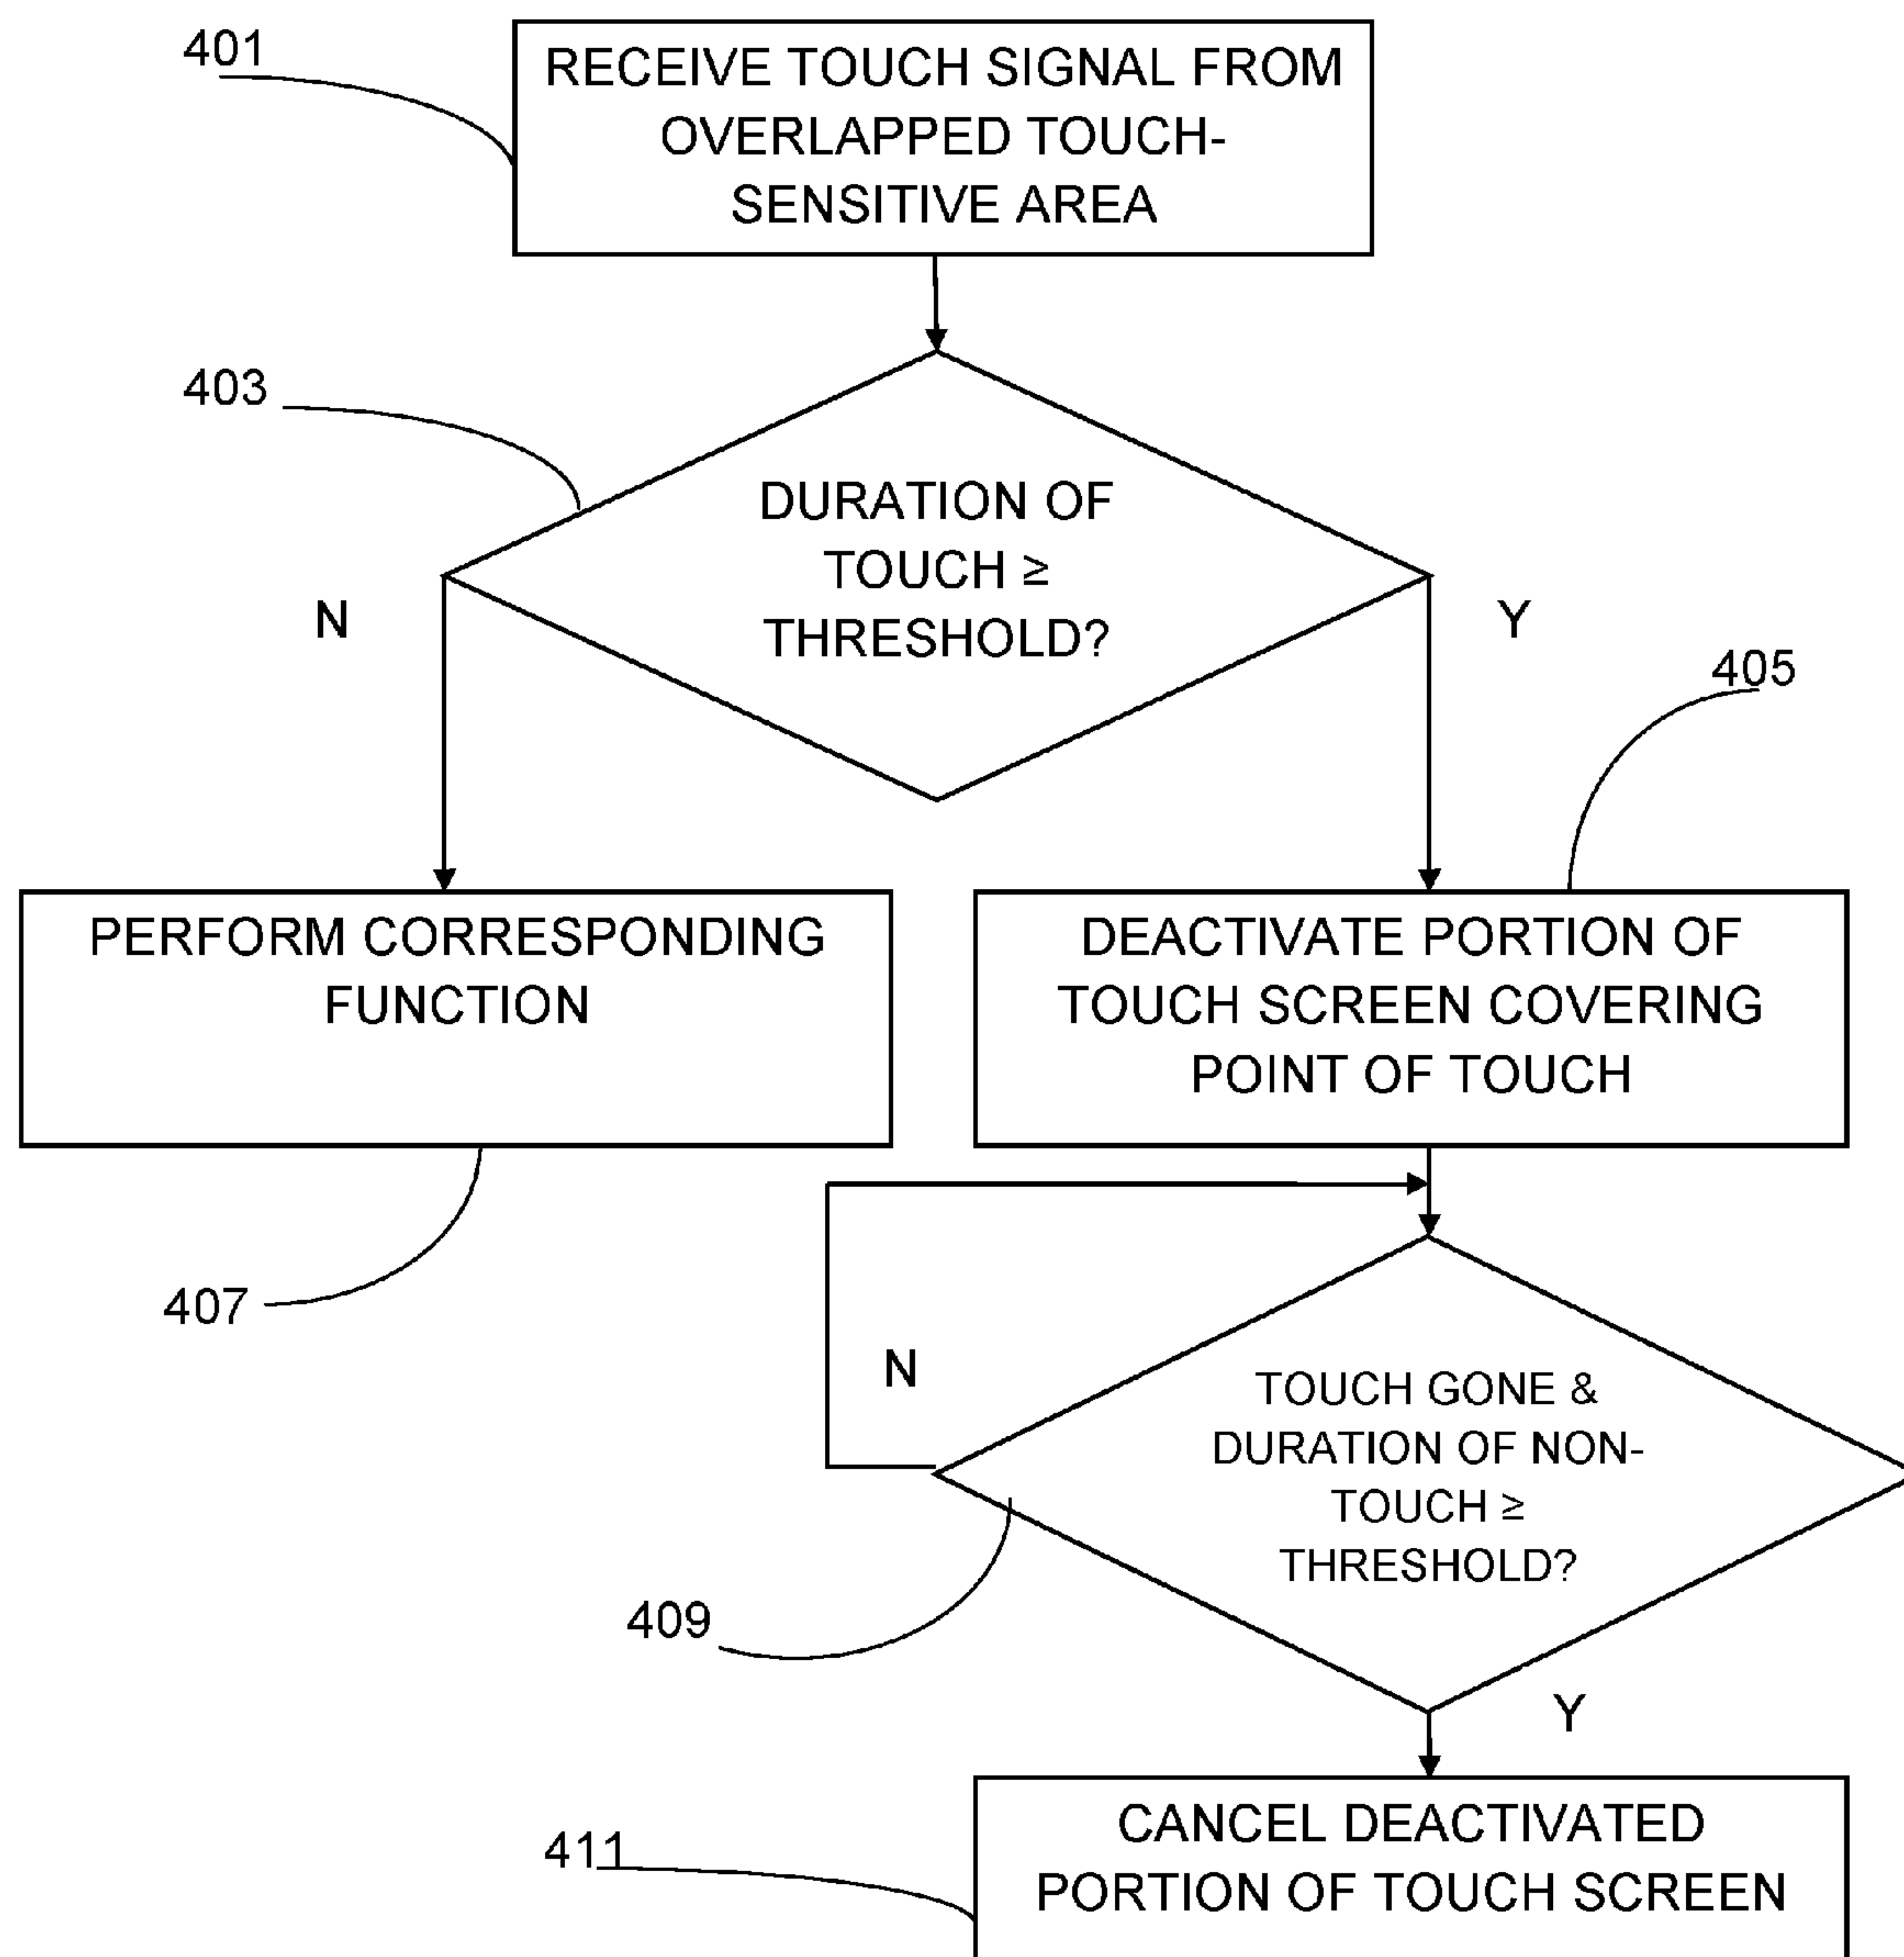 401
RECEIVE TOUCH SIGNAL FROM
OVERLAPPED TOUCH-
SENSITIVE AREA
403
DURATION OF
TOUCH ≥
THRESHOLD?
N
Y
405
PERFORM CORRESPONDING
FUNCTION
DEACTIVATE PORTION OF
TOUCH SCREEN COVERING
POINT OF TOUCH
407
N
TOUCH GONE &
DURATION OF NON-
TOUCH ≥
THRESHOLD?
409
Y
411
CANCEL DEACTIVATED
PORTION OF TOUCH SCREEN